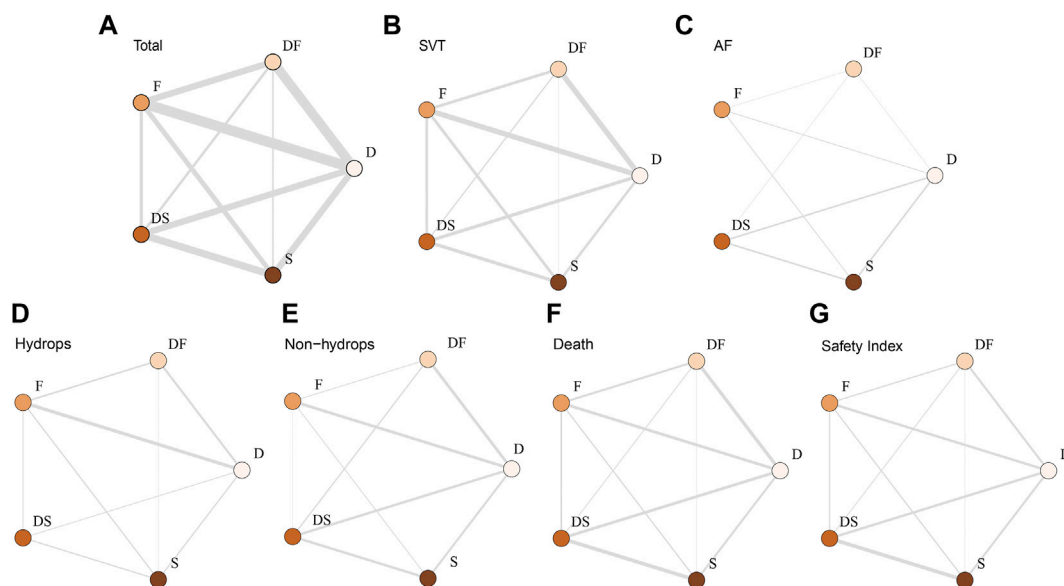 A
Total
DF
F
D
DS
S
B
SVT
DF
F
D
DS
S
C
AF
DF
F
D
DS
S
D
Hydrops
DF
F
D
DS
S
E
Non−hydrops
DF
F
D
DS
S
F
Death
DF
F
D
DS
S
G
Safety Index
DF
F
DS
S